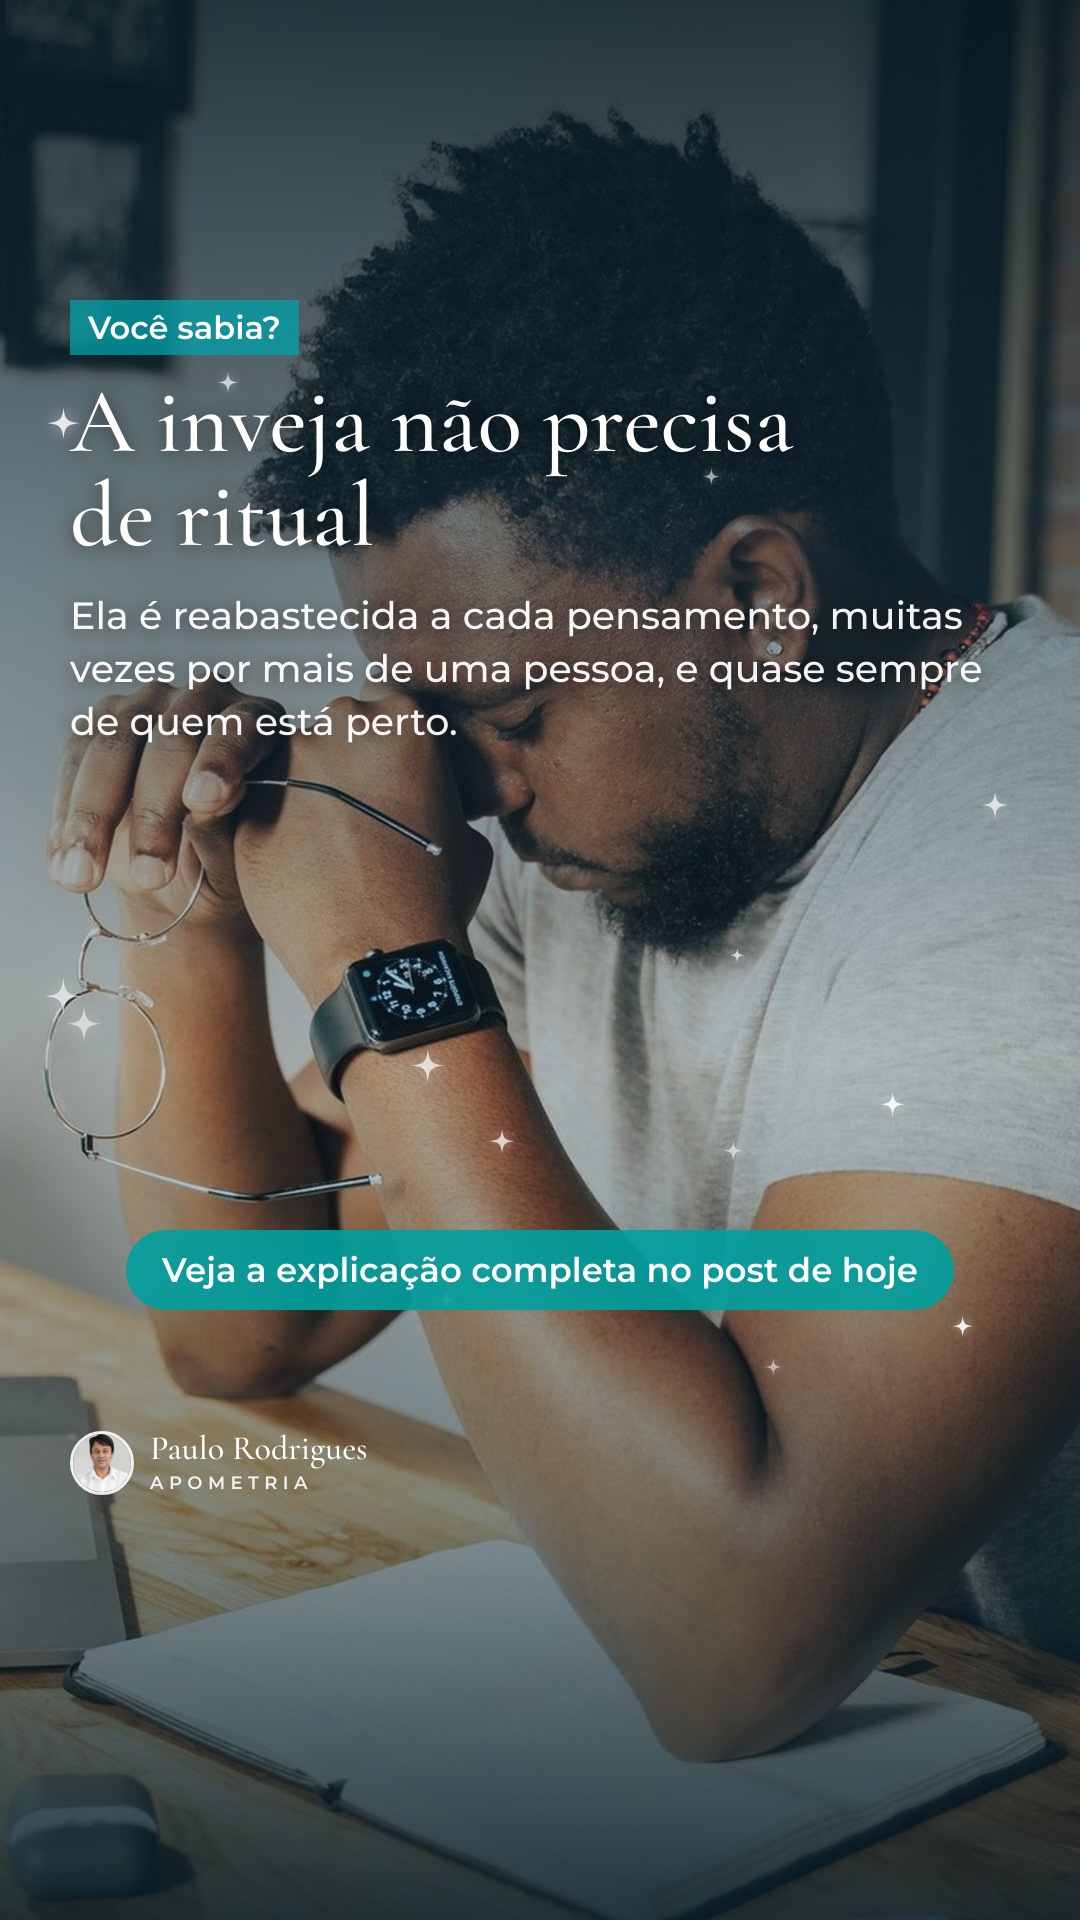 Você sabia?
A inveja não precisa
de ritual
Ela é reabastecida a cada pensamento, muitas
vezes por mais de uma pessoa, e quase sempre
de quem está perto.
Veja a explicação completa no post de hoje
Paulo Rodrigues
APOMETRIA